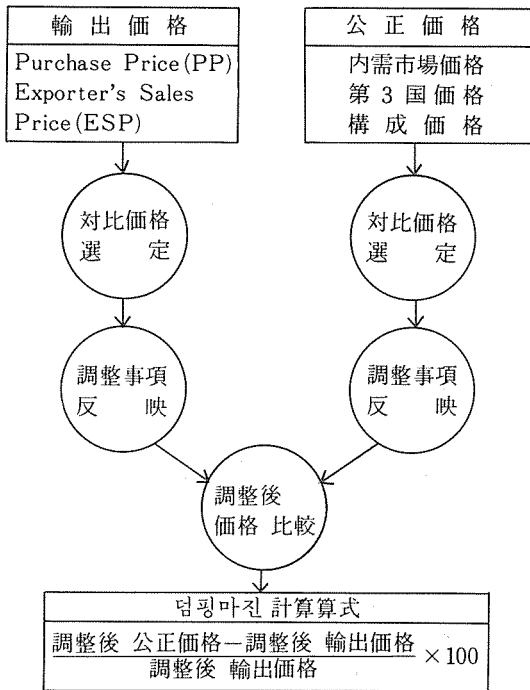 輸出価格
Purchase Price(PP)
Exporter's Sales
Price(ESP)
公正価格
内需市場価格
第3国価格
構成価格
対比価格
選定
対比価格
選定
調整事項
反映
調整事項
反映
調整後
価格 比較
덤핑마진 計算算式
調整後 公正価格−調整後 輸出価格
調整後 輸出価格
×100